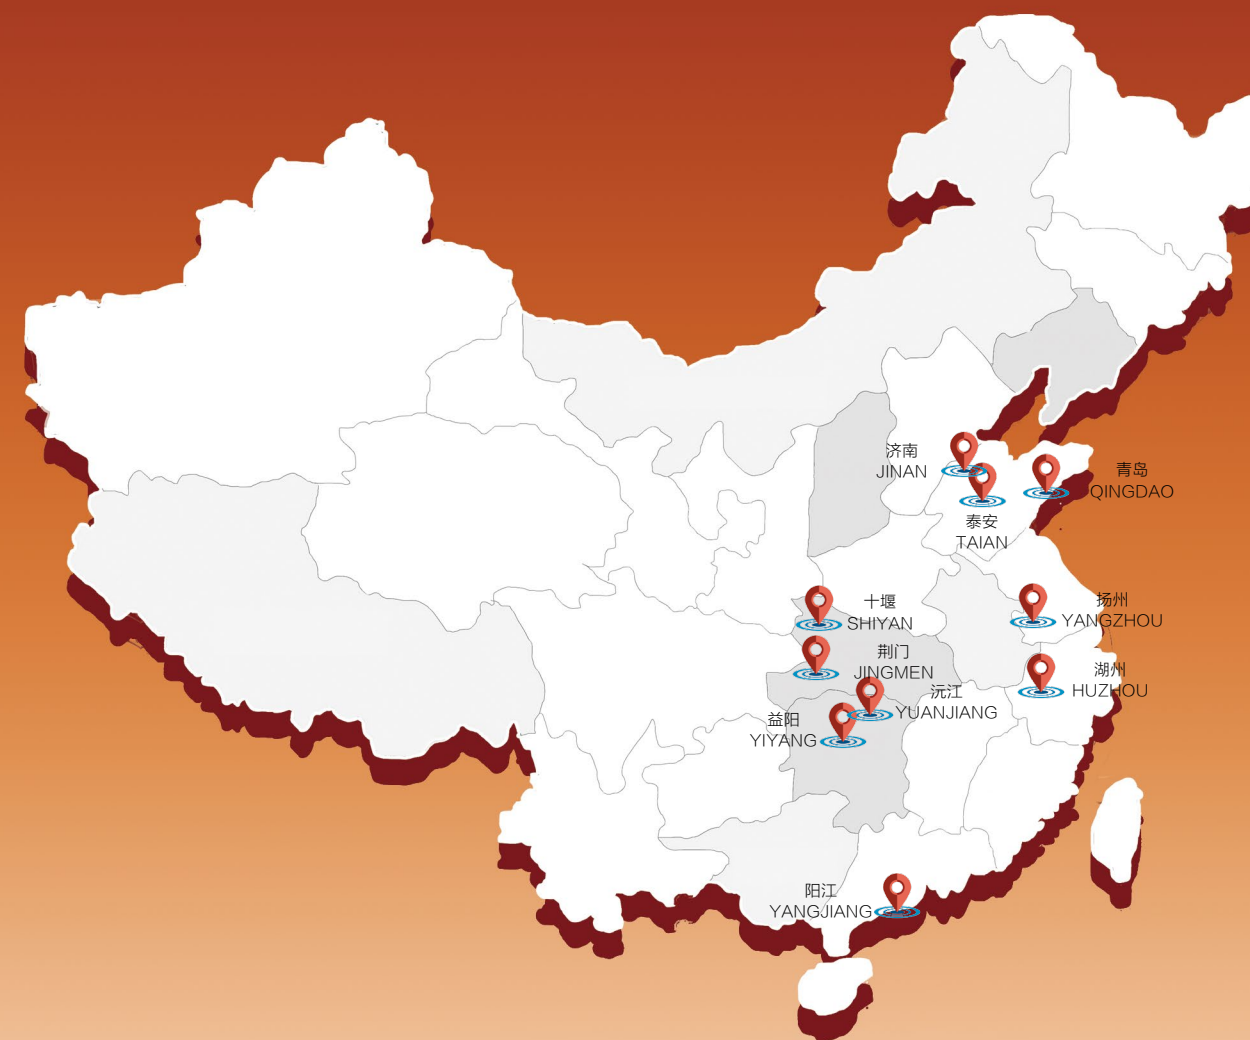 济南
JINAN
青岛
QINGDAO
泰安
TAIAN
十堰
SHIYAN
扬州
YANGZHOU
荆门
JINGMEN
湖州
HUZHOU
沅江
YUANJIANG
益阳
YIYANG
阳江
YANGJIANG